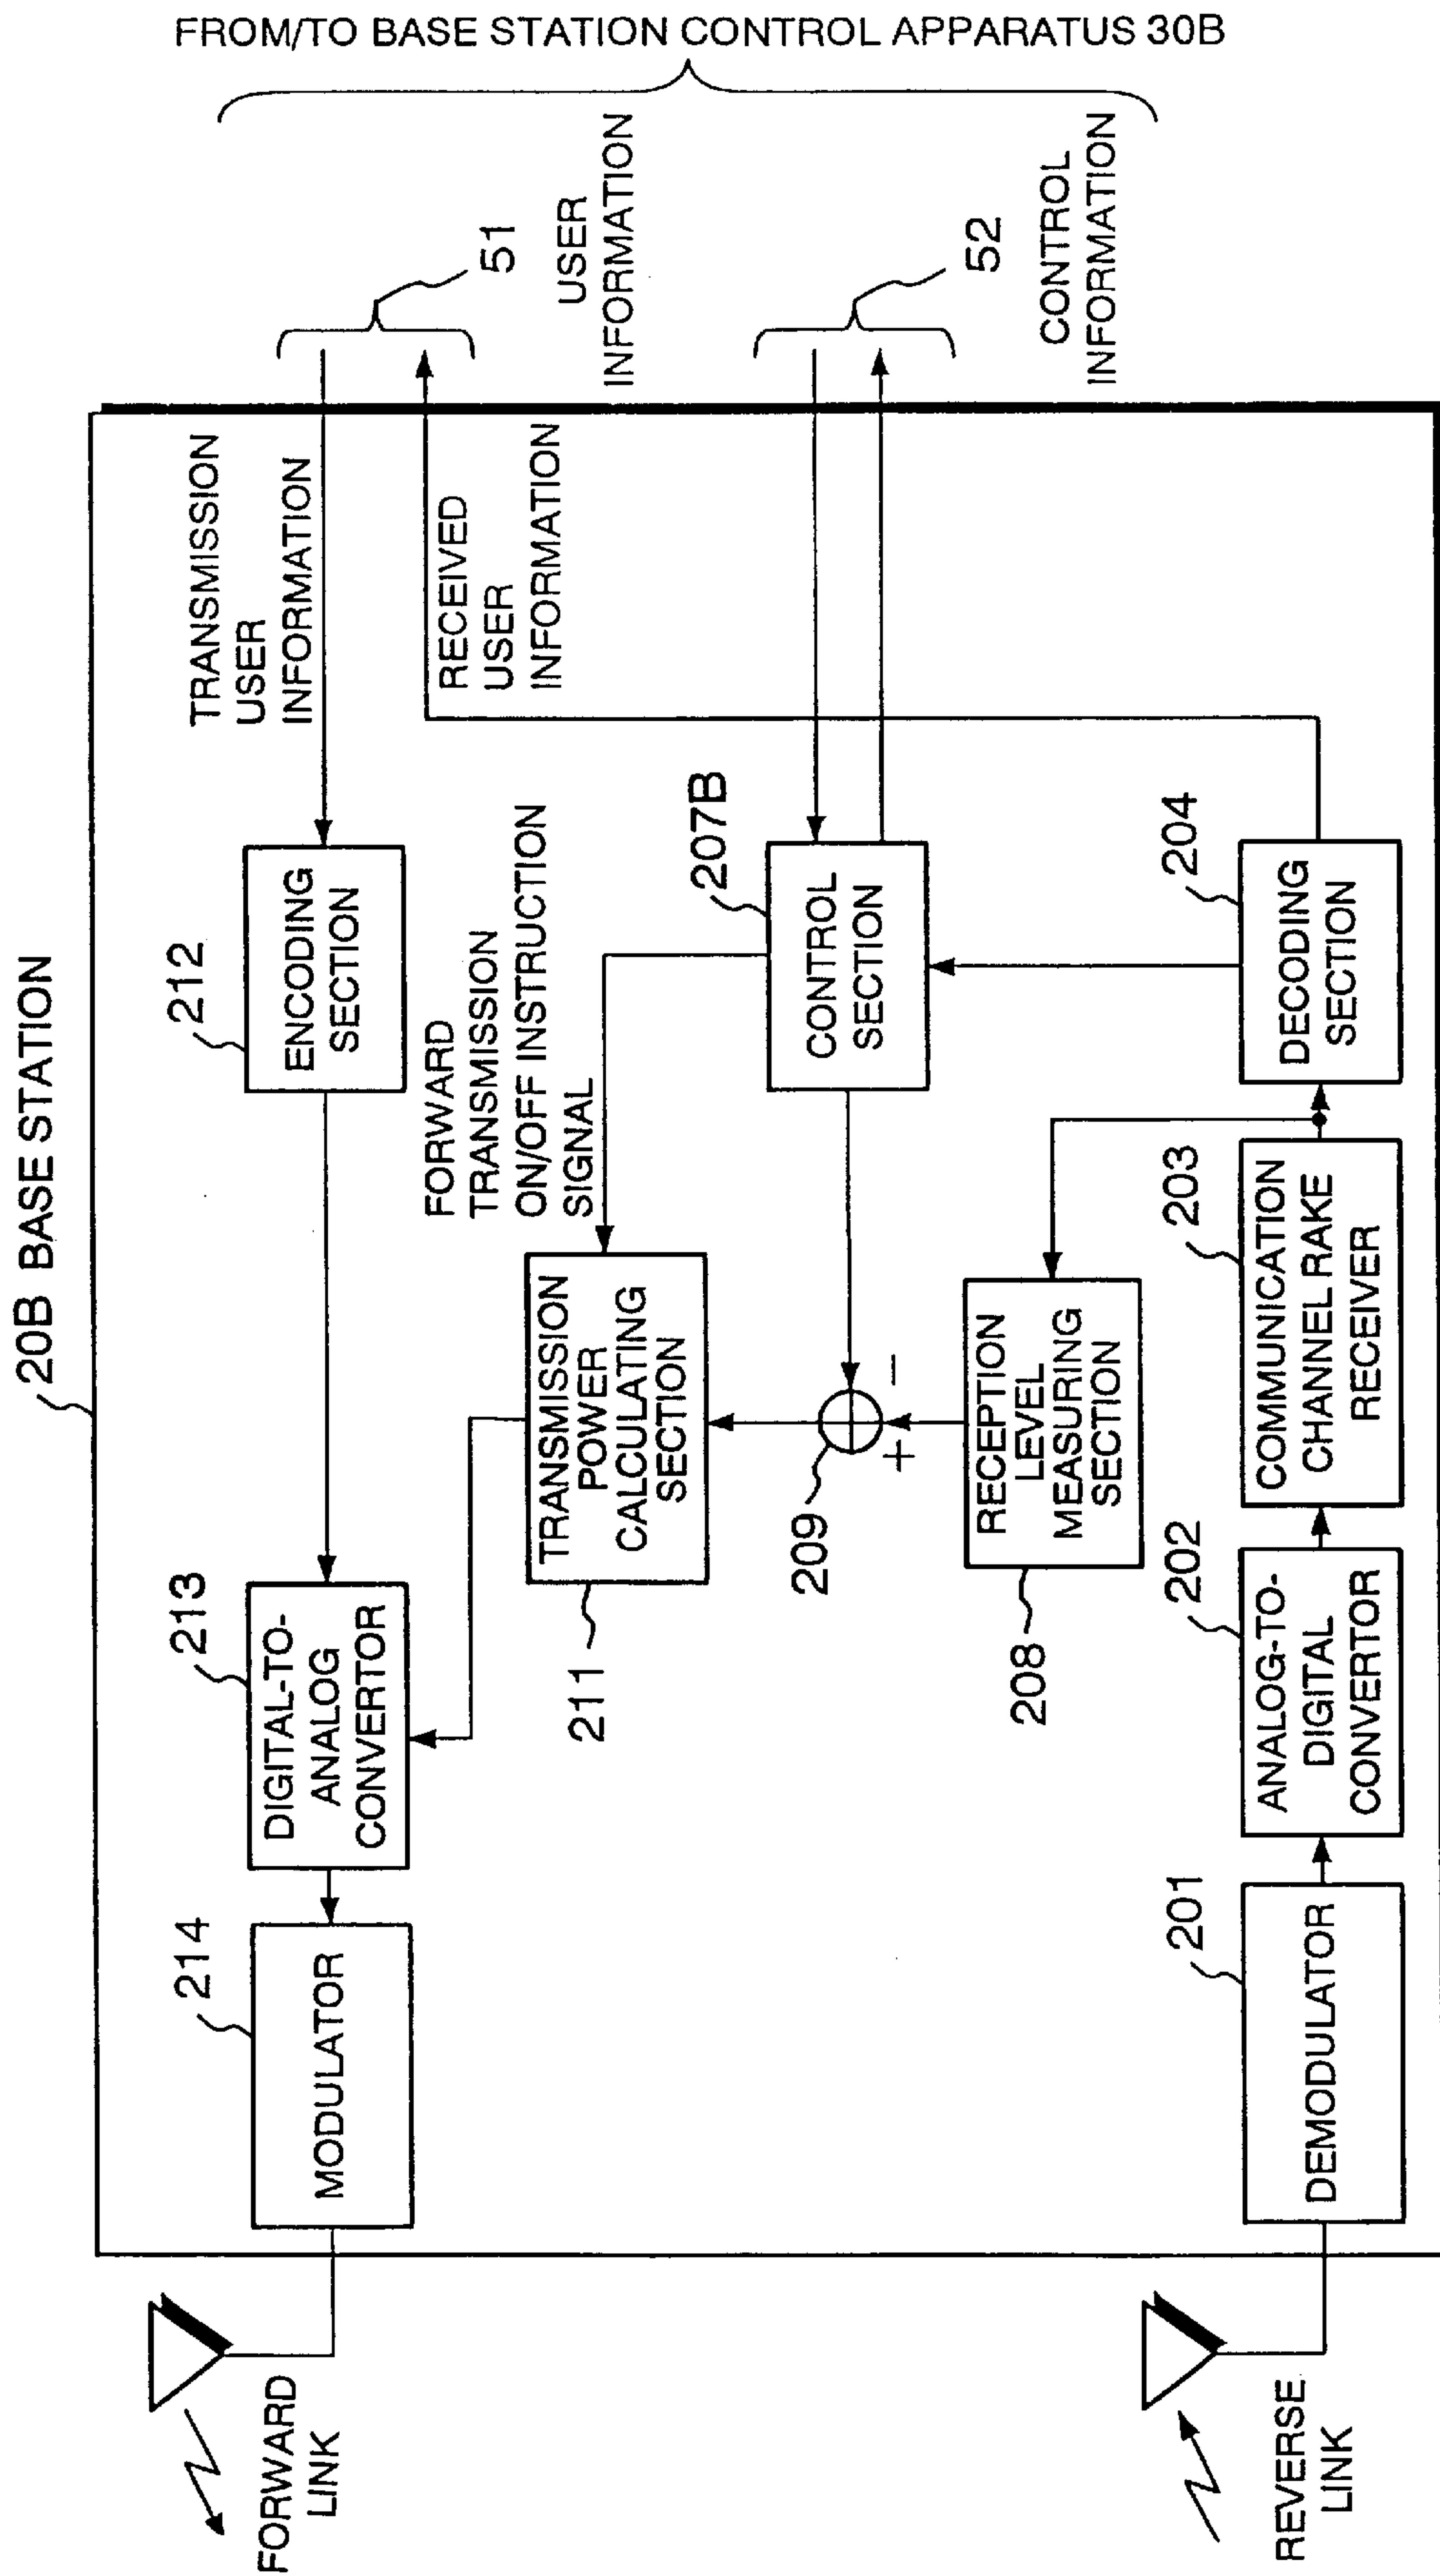 FROM/TO BASE STATION CONTROL APPARATUS 30B
20B BASE STATION
51
USER
INFORMATION
52
CONTROL
INFORMATION
TRANSMISSION
USER
INFORMATION
RECEIVED
USER
INFORMATION
212
ENCODING
SECTION
FORWARD
TRANSMISSION
ON/OFF INSTRUCTION
SIGNAL
207B
CONTROL
SECTION
204
DECODING
SECTION
213
DIGITAL-TO-
ANALOG
CONVERTOR
211
TRANSMISSION
POWER
CALCULATING
SECTION
209
+
−
208
RECEPTION
LEVEL
MEASURING
SECTION
203
COMMUNICATION
CHANNEL RAKE
RECEIVER
202
ANALOG-TO-
DIGITAL
CONVERTOR
214
MODULATOR
201
DEMODULATOR
FORWARD
LINK
REVERSE
LINK